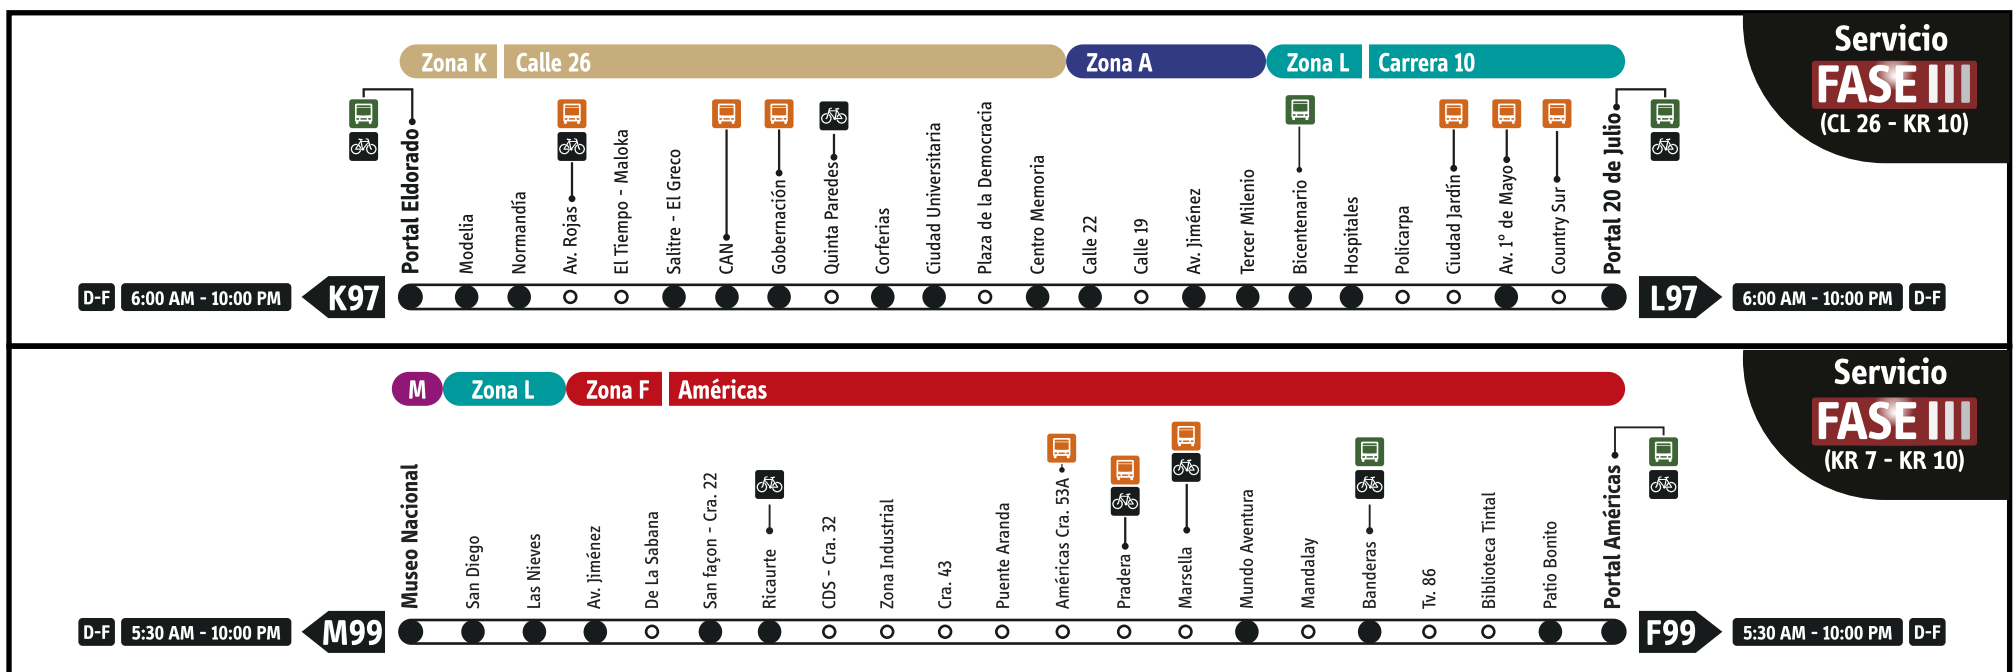 Zona K Calle 26 Zona A Zona L Carrera 10
Servicio
FASE III
(CL 26 - KR 10)
Portal Eldorado
Modelia
Normandía
Av. Rojas
El Tiempo - Maloka
Salitre - El Greco
CAN
Gobernación
Quinta Paredes
Corferias
Ciudad Universitaria
Plaza de la Democracia
Centro Memoria
Calle 22
Calle 19
Av. Jiménez
Tercer Milenio
Bicentenario
Hospitales
Policarpa
Ciudad Jardín
Av. 1º de Mayo
Country Sur
Portal 20 de Julio
D-F 6:00 AM - 10:00 PM K97
L97 6:00 AM - 10:00 PM D-F
M Zona L Zona F Américas
Servicio
FASE III
(KR 7 - KR 10)
Museo Nacional
San Diego
Las Nieves
Av. Jiménez
De La Sabana
San façon - Cra. 22
Ricaurte
CDS - Cra. 32
Zona Industrial
Cra. 43
Puente Aranda
Américas Cra. 53A
Pradera
Marsella
Mundo Aventura
Mandalay
Banderas
Tv. 86
Biblioteca Tintal
Patio Bonito
Portal Américas
D-F 5:30 AM - 10:00 PM M99
F99 5:30 AM - 10:00 PM D-F